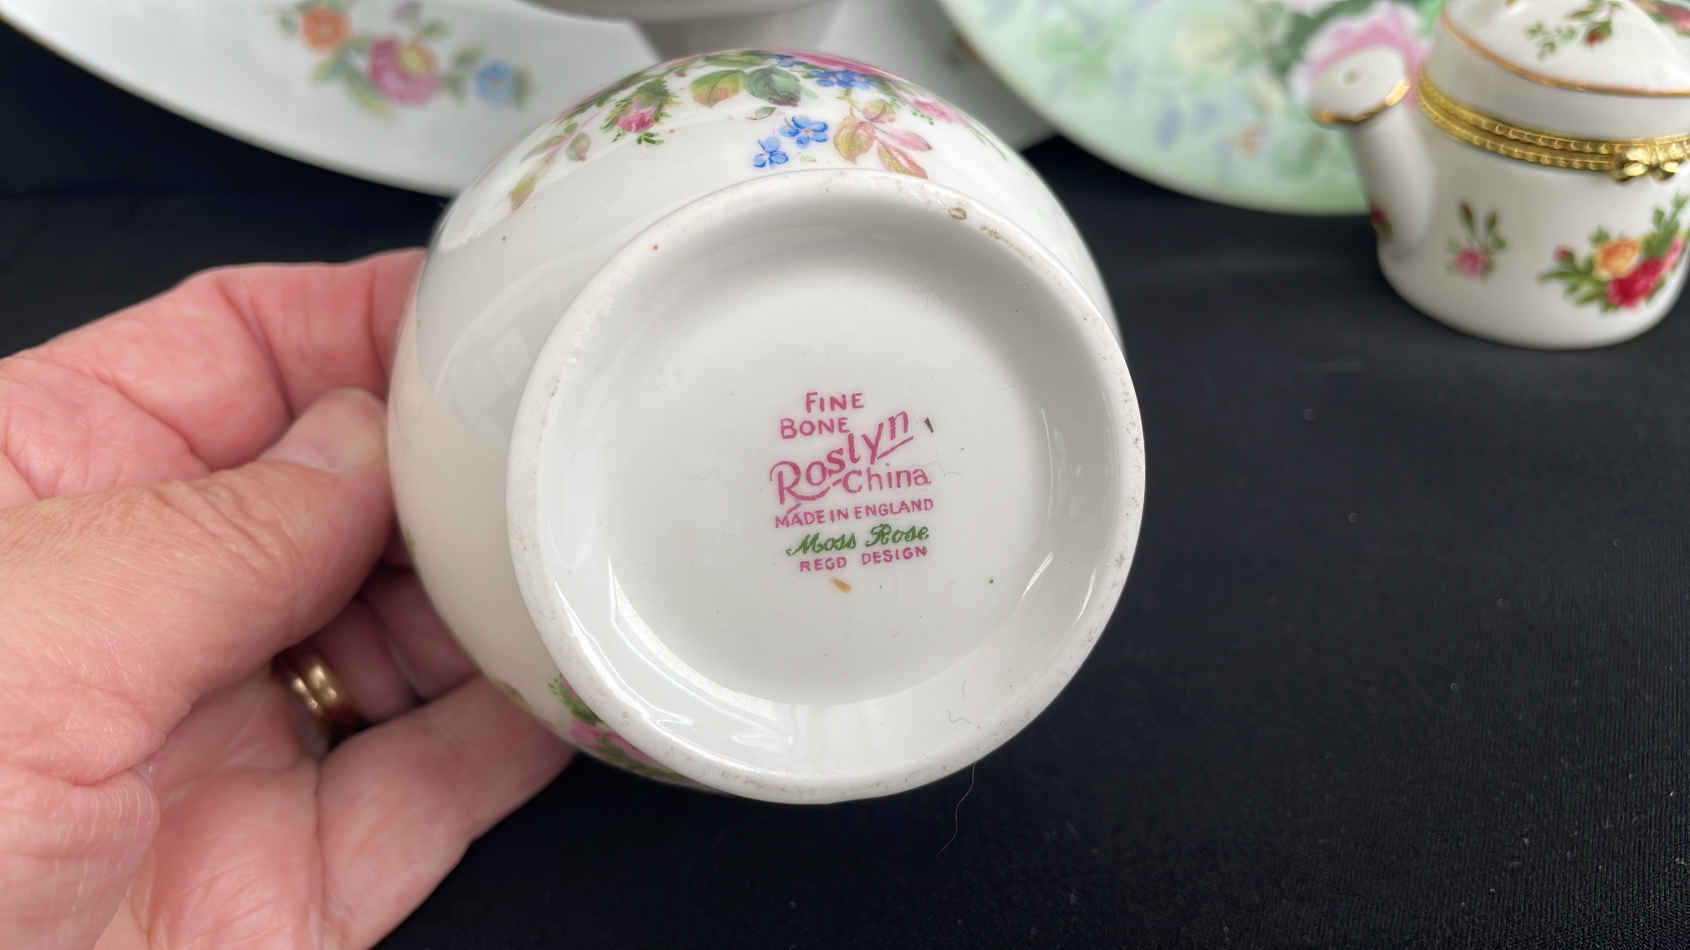 FINE
BONE
Roslyn
China
MADE IN ENGLAND
Moss Rose
REGD DESIGN